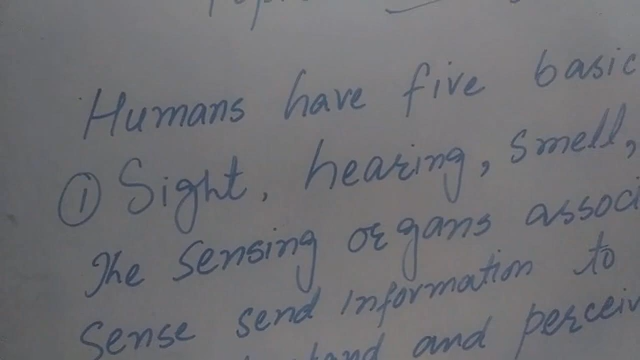 Humans have five basic
① Sight, hearing, smell,
The sensing organs associ
sense send information to
and perceiv